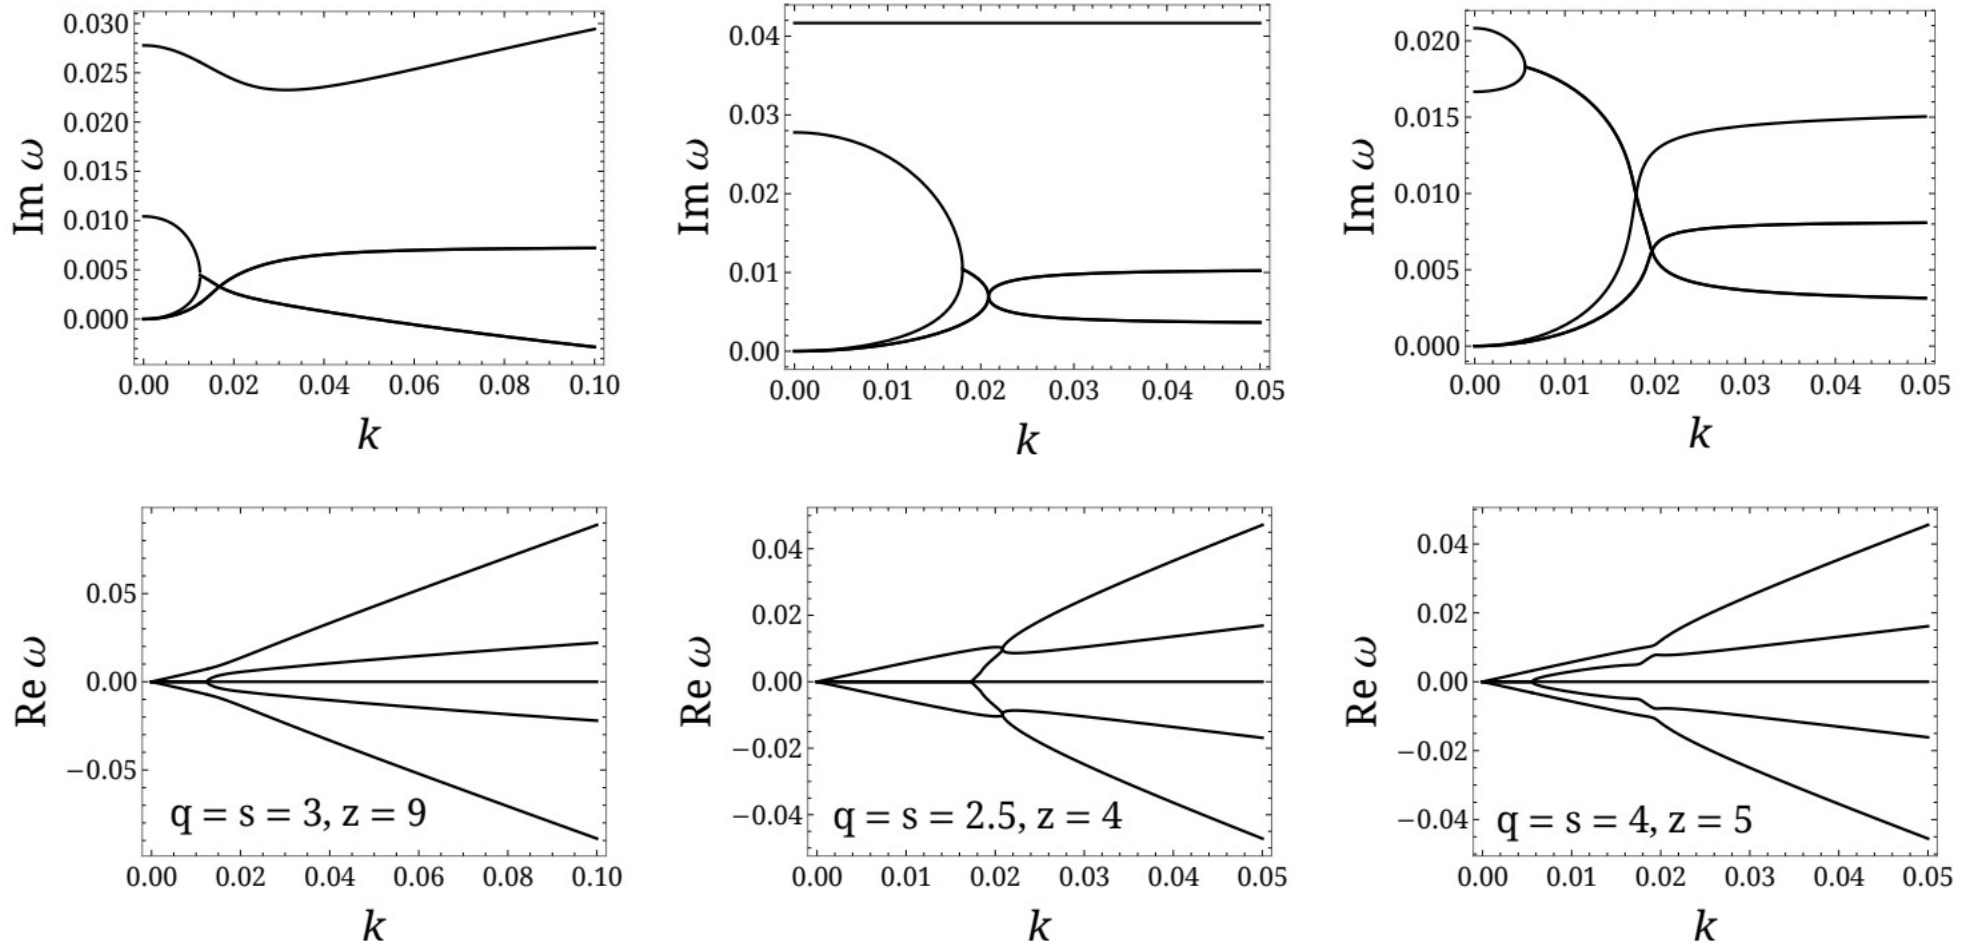 Im ω
0.030
0.025
0.020
0.015
0.010
0.005
0.000
0.00 0.02 0.04 0.06 0.08 0.10
k
Im ω
0.04
0.03
0.02
0.01
0.00
0.00 0.01 0.02 0.03 0.04 0.05
k
Im ω
0.020
0.015
0.010
0.005
0.000
0.00 0.01 0.02 0.03 0.04 0.05
k
Re ω
0.05
0.00
−0.05
q = s = 3, z = 9
0.00 0.02 0.04 0.06 0.08 0.10
k
Re ω
0.04
0.02
0.00
−0.02
−0.04
q = s = 2.5, z = 4
0.00 0.01 0.02 0.03 0.04 0.05
k
Re ω
0.04
0.02
0.00
−0.02
−0.04
q = s = 4, z = 5
0.00 0.01 0.02 0.03 0.04 0.05
k